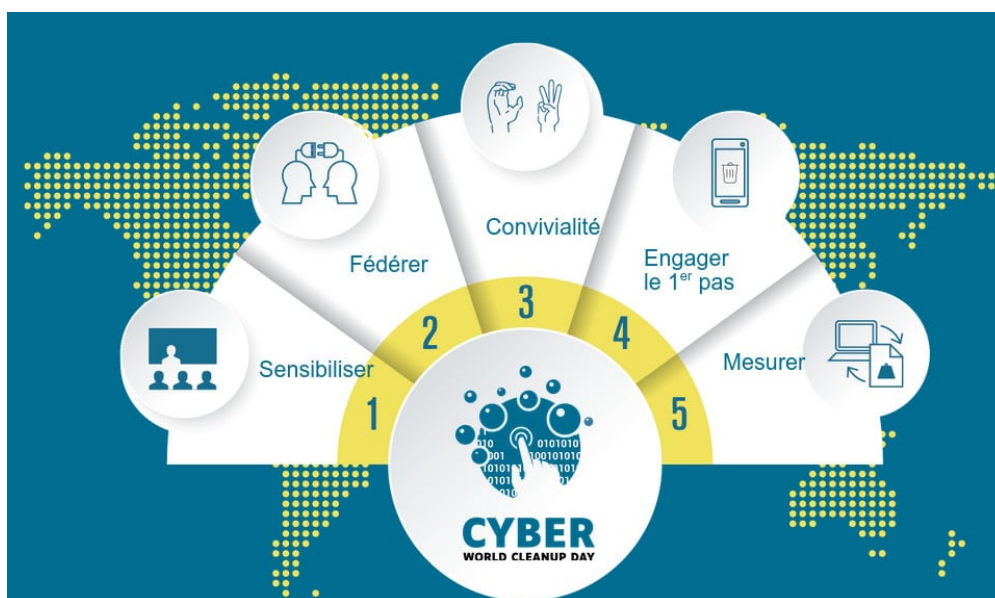 Sensibiliser
1
Fédérer
2
Convivialité
3
Engager
le 1er pas
4
Mesurer
5
CYBER
WORLD CLEANUP DAY